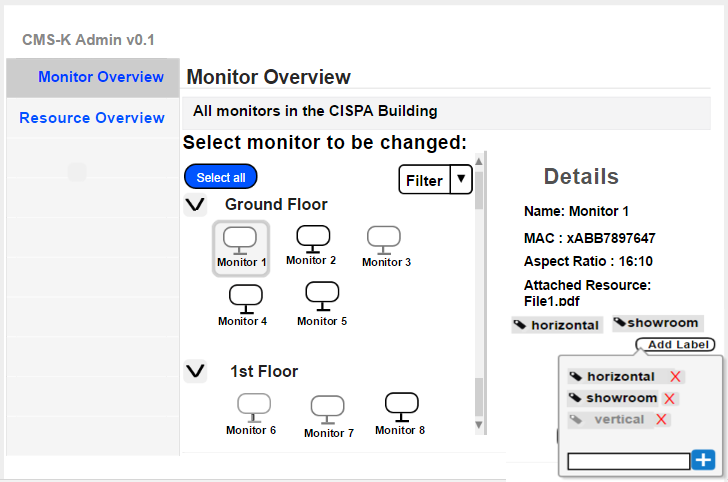 CMS-K Admin v0.1
Monitor Overview
Resource Overview
Monitor Overview
All monitors in the CISPA Building
Select monitor to be changed:
Select all
Filter
Ground Floor
Monitor 1
Monitor 2
Monitor 3
Monitor 4
Monitor 5
1st Floor
Monitor 6
Monitor 7
Monitor 8
Details
Name: Monitor 1
MAC : xABB7897647
Aspect Ratio : 16:10
Attached Resource:
File1.pdf
horizontal
showroom
Add Label
horizontal X
showroom X
vertical X